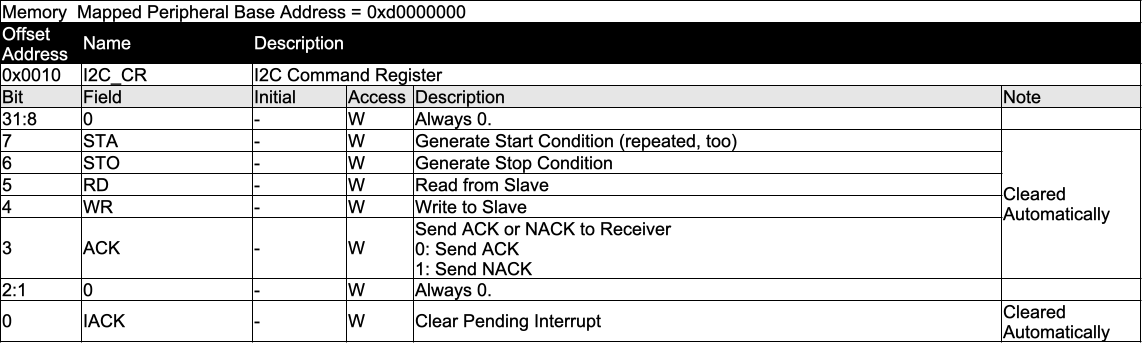 Memory  Mapped Peripheral Base Address = 0xd0000000
Offset Address Name Description
0x0010 I2C_CR I2C Command Register
Bit Field Initial Access Description Note
31:8 0 - W Always 0.
7 STA - W Generate Start Condition (repeated, too)
6 STO - W Generate Stop Condition
5 RD - W Read from Slave
4 WR - W Write to Slave
Cleared
Automatically
3 ACK - W Send ACK or NACK to Receiver
0: Send ACK
1: Send NACK
2:1 0 - W Always 0.
0 IACK - W Clear Pending Interrupt Cleared
Automatically